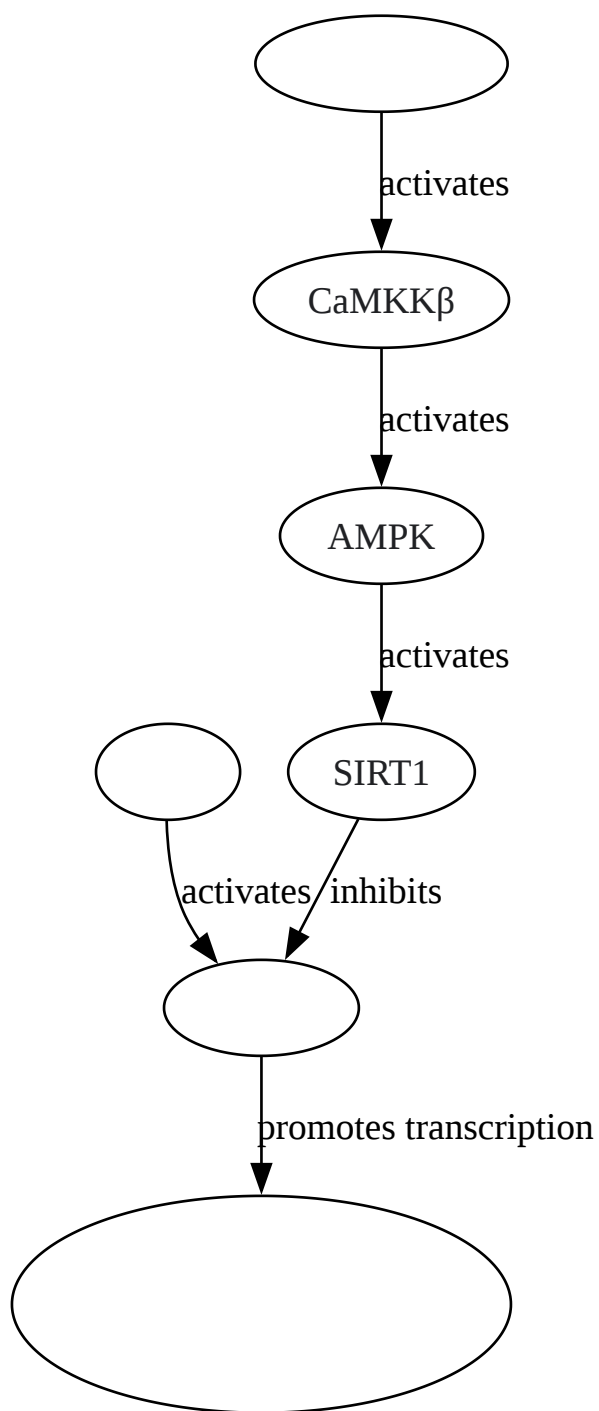 activates
CaMKKβ
activates
AMPK
activates
SIRT1
activates
inhibits
promotes transcription